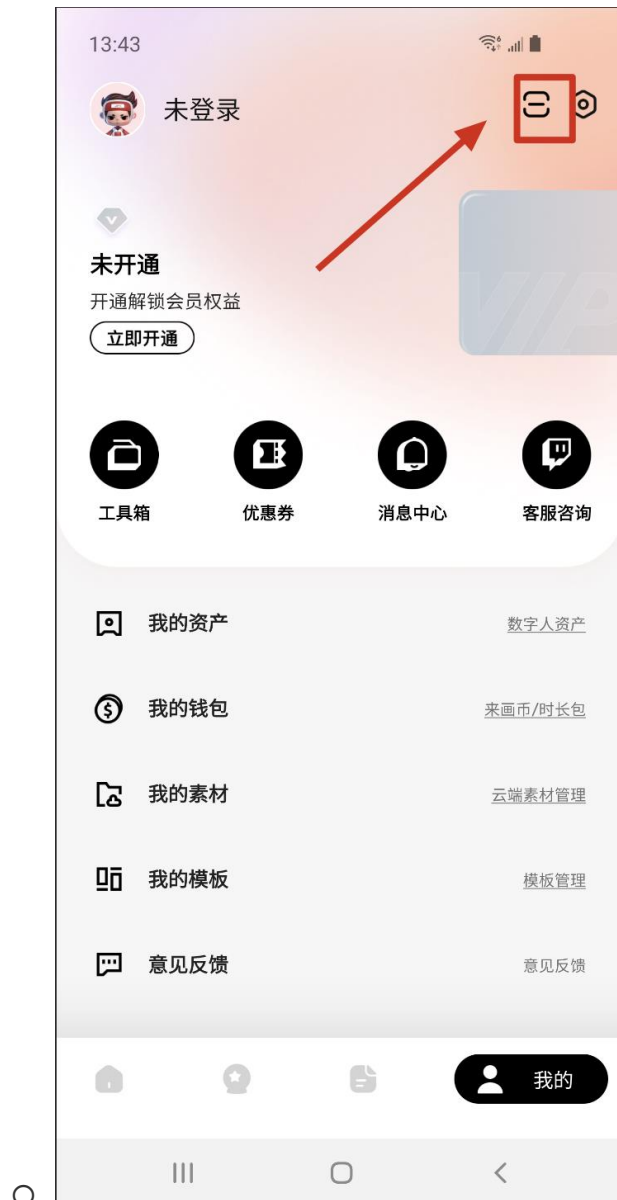 13:43
未登录
未开通
开通解锁会员权益
立即开通
VIP
工具箱
优惠券
消息中心
客服咨询
我的资产
数字人资产
我的钱包
来画币/时长包
我的素材
云端素材管理
我的模板
模板管理
意见反馈
意见反馈
我的